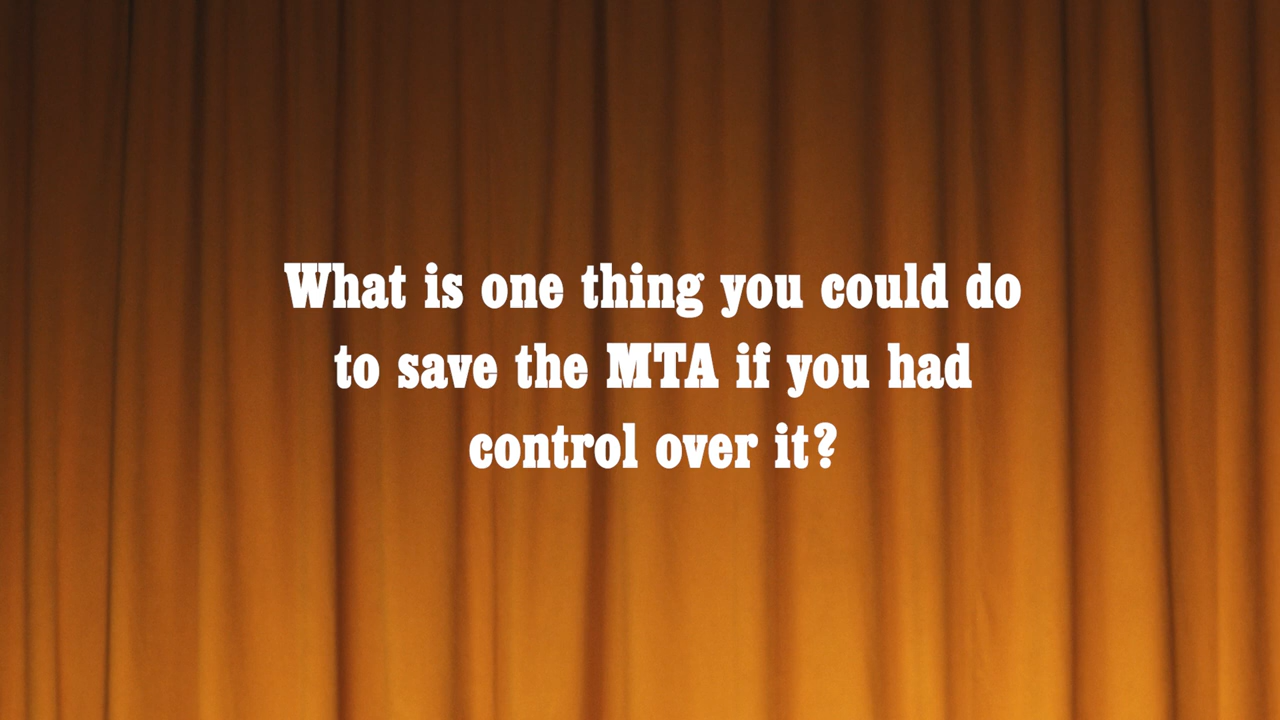 What is one thing you could do
to save the MTA if you had
control over it?